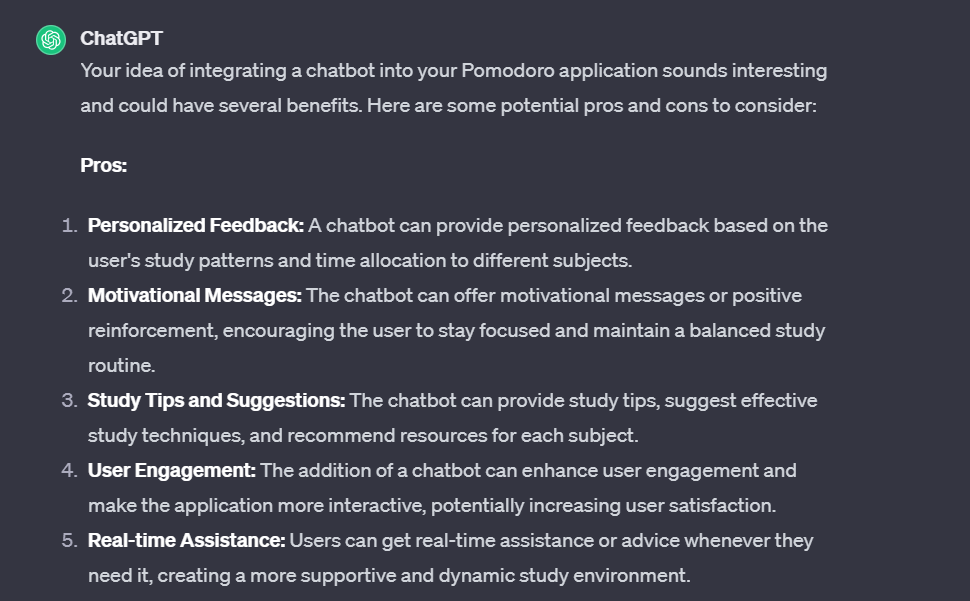 ChatGPT
Your idea of integrating a chatbot into your Pomodoro application sounds interesting
and could have several benefits. Here are some potential pros and cons to consider:
Pros:
1. Personalized Feedback: A chatbot can provide personalized feedback based on the
user's study patterns and time allocation to different subjects.
2. Motivational Messages: The chatbot can offer motivational messages or positive
reinforcement, encouraging the user to stay focused and maintain a balanced study
routine.
3. Study Tips and Suggestions: The chatbot can provide study tips, suggest effective
study techniques, and recommend resources for each subject.
4. User Engagement: The addition of a chatbot can enhance user engagement and
make the application more interactive, potentially increasing user satisfaction.
5. Real-time Assistance: Users can get real-time assistance or advice whenever they
need it, creating a more supportive and dynamic study environment.